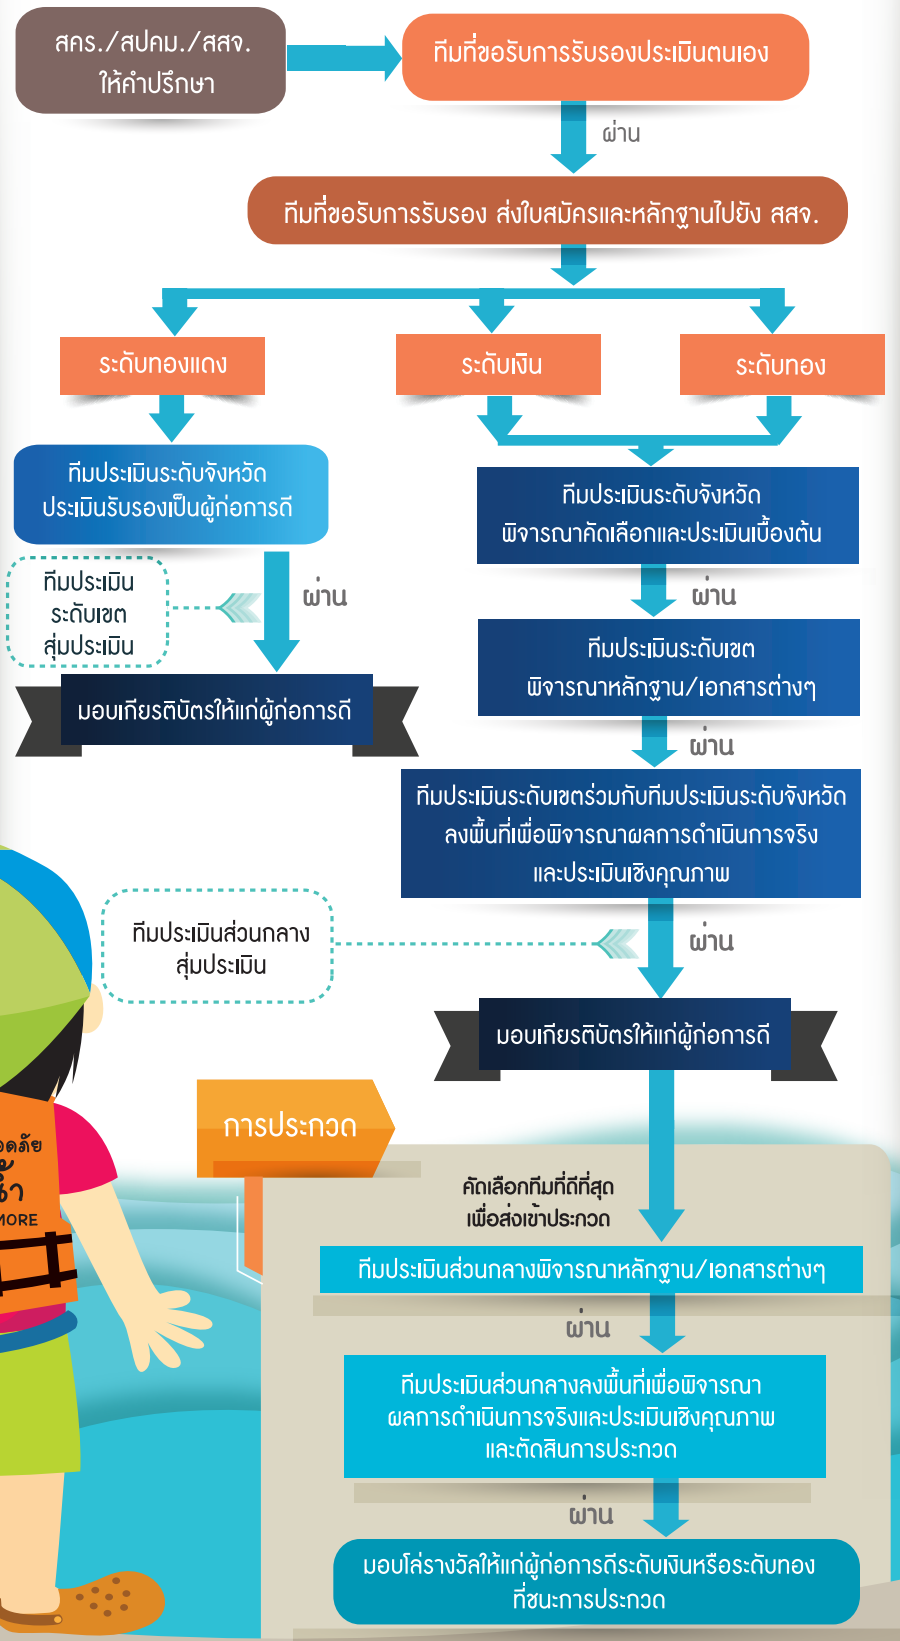 สคร./สปคม./สสจ.
ให้คำปรึกษา
ทีมที่ขอรับการรับรองประเมินตนเอง
ผ่าน
ทีมที่ขอรับการรับรอง ส่งใบสมัครและหลักฐานไปยัง สสจ.
ระดับทองแดง
ระดับเงิน
ระดับทอง
ทีมประเมินระดับจังหวัด
ประเมินรับรองเป็นผู้ก่อการดี
ทีมประเมิน
ระดับเขต
สุ่มประเมิน
ผ่าน
มอบเกียรติบัตรให้แก่ผู้ก่อการดี
ทีมประเมินระดับจังหวัด
พิจารณาคัดเลือกและประเมินเบื้องต้น
ผ่าน
ทีมประเมินระดับเขต
พิจารณาหลักฐาน/เอกสารต่างๆ
ผ่าน
ทีมประเมินระดับเขตร่วมกับทีมประเมินระดับจังหวัด
ลงพื้นที่เพื่อพิจารณาผลการดำเนินการจริง
และประเมินเชิงคุณภาพ
ทีมประเมินส่วนกลาง
สุ่มประเมิน
ผ่าน
มอบเกียรติบัตรให้แก่ผู้ก่อการดี
การประกวด
คัดเลือกทีมที่ดีที่สุด
เพื่อส่งเข้าประกวด
ทีมประเมินส่วนกลางพิจารณาหลักฐาน/เอกสารต่างๆ
ผ่าน
ทีมประเมินส่วนกลางลงพื้นที่เพื่อพิจารณา
ผลการดำเนินการจริงและประเมินเชิงคุณภาพ
และตัดสินการประกวด
ผ่าน
มอบโล่รางวัลให้แก่ผู้ก่อการดีระดับเงินหรือระดับทอง
ที่ชนะการประกวด
MORE